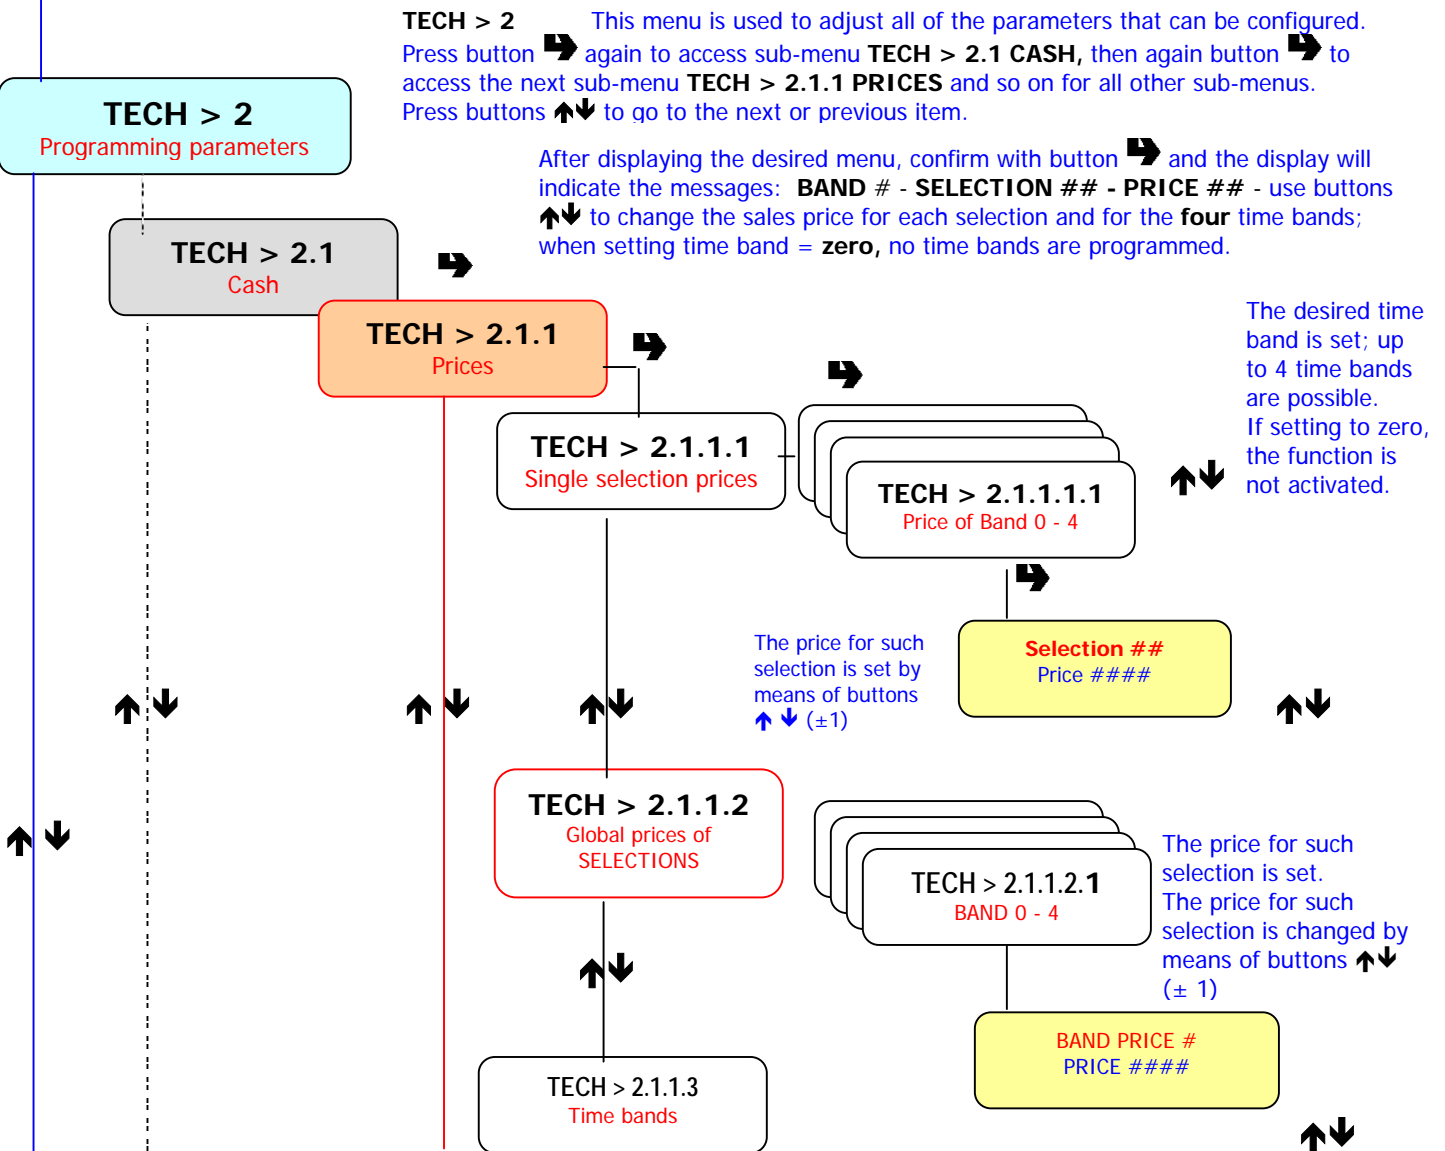 TECH > 2 This menu is used to adjust all of the parameters that can be configured.
Press button again to access sub-menu TECH > 2.1 CASH, then again button to
access the next sub-menu TECH > 2.1.1 PRICES and so on for all other sub-menus.
Press buttons to go to the next or previous item.
TECH > 2
Programming parameters
After displaying the desired menu, confirm with button and the display will
indicate the messages: BAND # - SELECTION ## - PRICE ## - use buttons
to change the sales price for each selection and for the four time bands;
when setting time band = zero, no time bands are programmed.
TECH > 2.1
Cash
TECH > 2.1.1
Prices
The desired time
band is set; up
to 4 time bands
are possible.
If setting to zero,
the function is
not activated.
TECH > 2.1.1.1
Single selection prices
TECH > 2.1.1.1.1
Price of Band 0 - 4
The price for such
selection is set by
means of buttons
(±1)
Selection ##
Price ####
TECH > 2.1.1.2
Global prices of
SELECTIONS
TECH > 2.1.1.2.1
BAND 0 - 4
The price for such
selection is set.
The price for such
selection is changed by
means of buttons
(± 1)
BAND PRICE #
PRICE ####
TECH > 2.1.1.3
Time bands